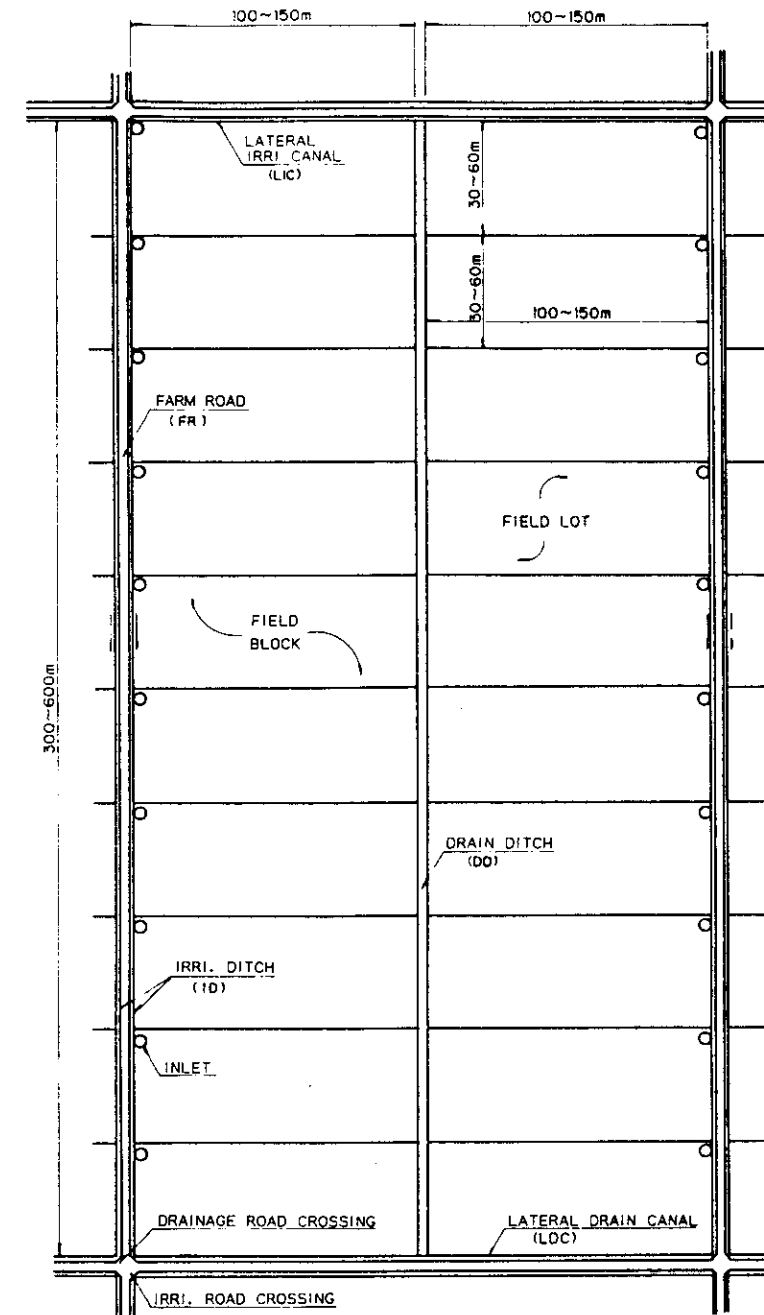 100~150m
100~150m
LATERAL
IRRI CANAL
(LIC)
30~60m
30~60m
100~150m
FARM ROAD
(FR)
FIELD LOT
FIELD
BLOCK
300~600m
DRAIN DITCH
(DD)
IRRI. DITCH
(ID)
INLET
DRAINAGE ROAD CROSSING
LATERAL DRAIN CANAL
(LDC)
IRRI. ROAD CROSSING